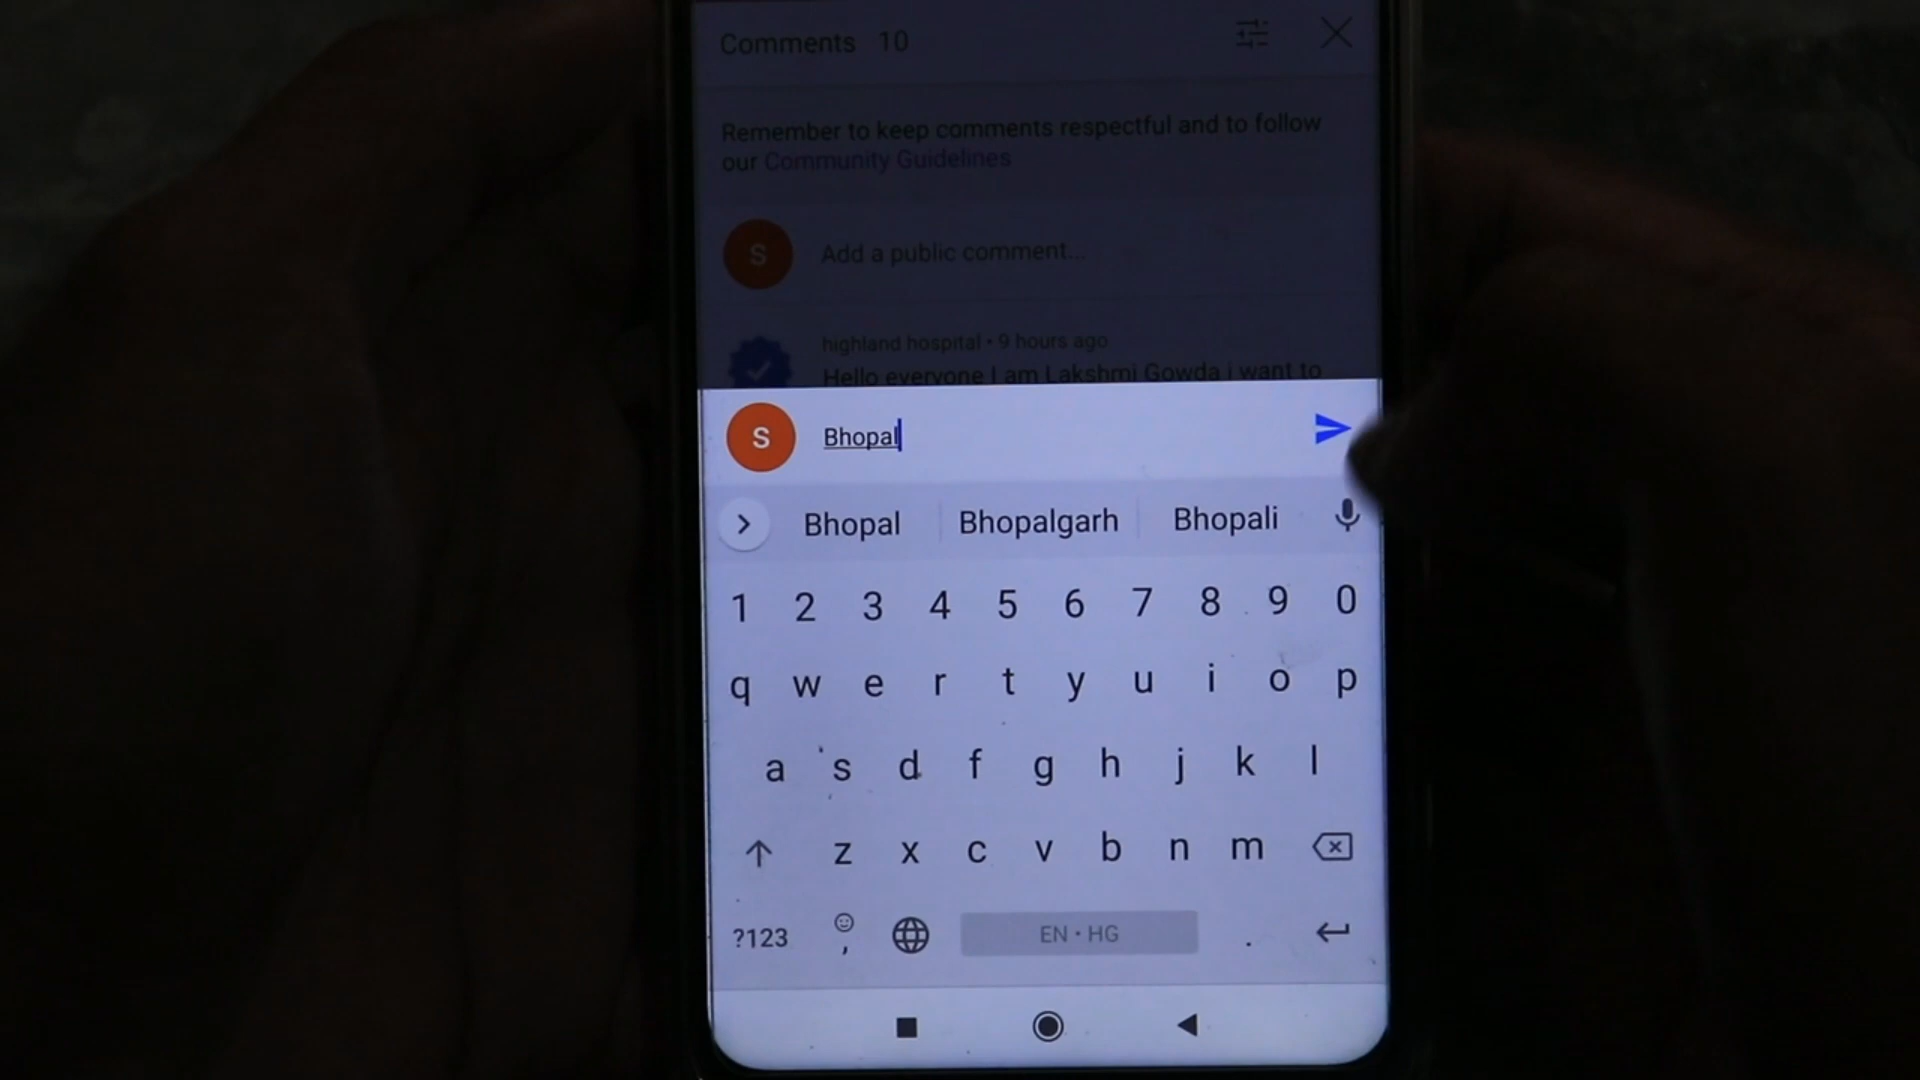 Comments 10
Remember to keep comments respectful and to follow
our Community Guidelines
S
Add a public comment...
highland hospital • 9 hours ago
Hello everyone I am Lakshmi Gowda i want to
S
Bhopal
Bhopal Bhopalgarh Bhopali
1 2 3 4 5 6 7 8 9 0
q w e r t y u i o p
a s d f g h j k l
z x c v b n m
?123 , EN • HG .